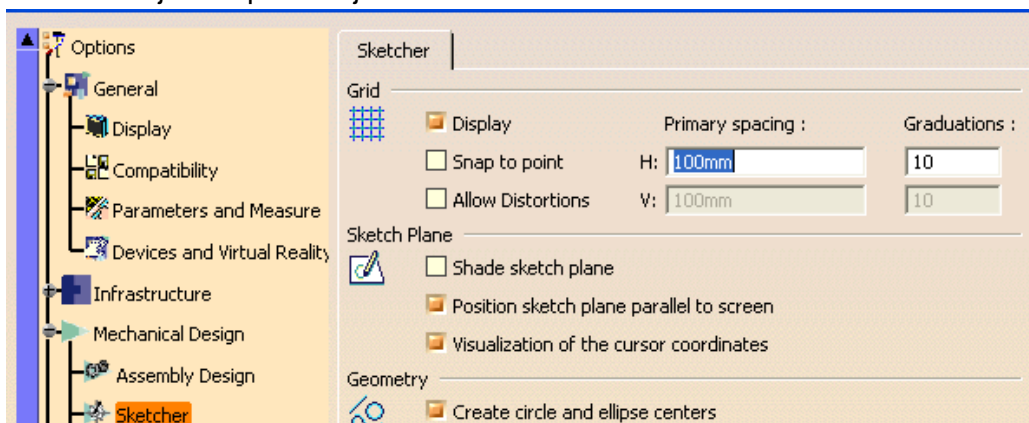 Options
General
Display
Compatibility
Parameters and Measure
Devices and Virtual Reality
Infrastructure
Mechanical Design
Assembly Design
Sketcher
Sketcher
Grid
Display Primary spacing : Graduations :
Snap to point H: 100mm 10
Allow Distortions V: 100mm 10
Sketch Plane
Shade sketch plane
Position sketch plane parallel to screen
Visualization of the cursor coordinates
Geometry
Create circle and ellipse centers